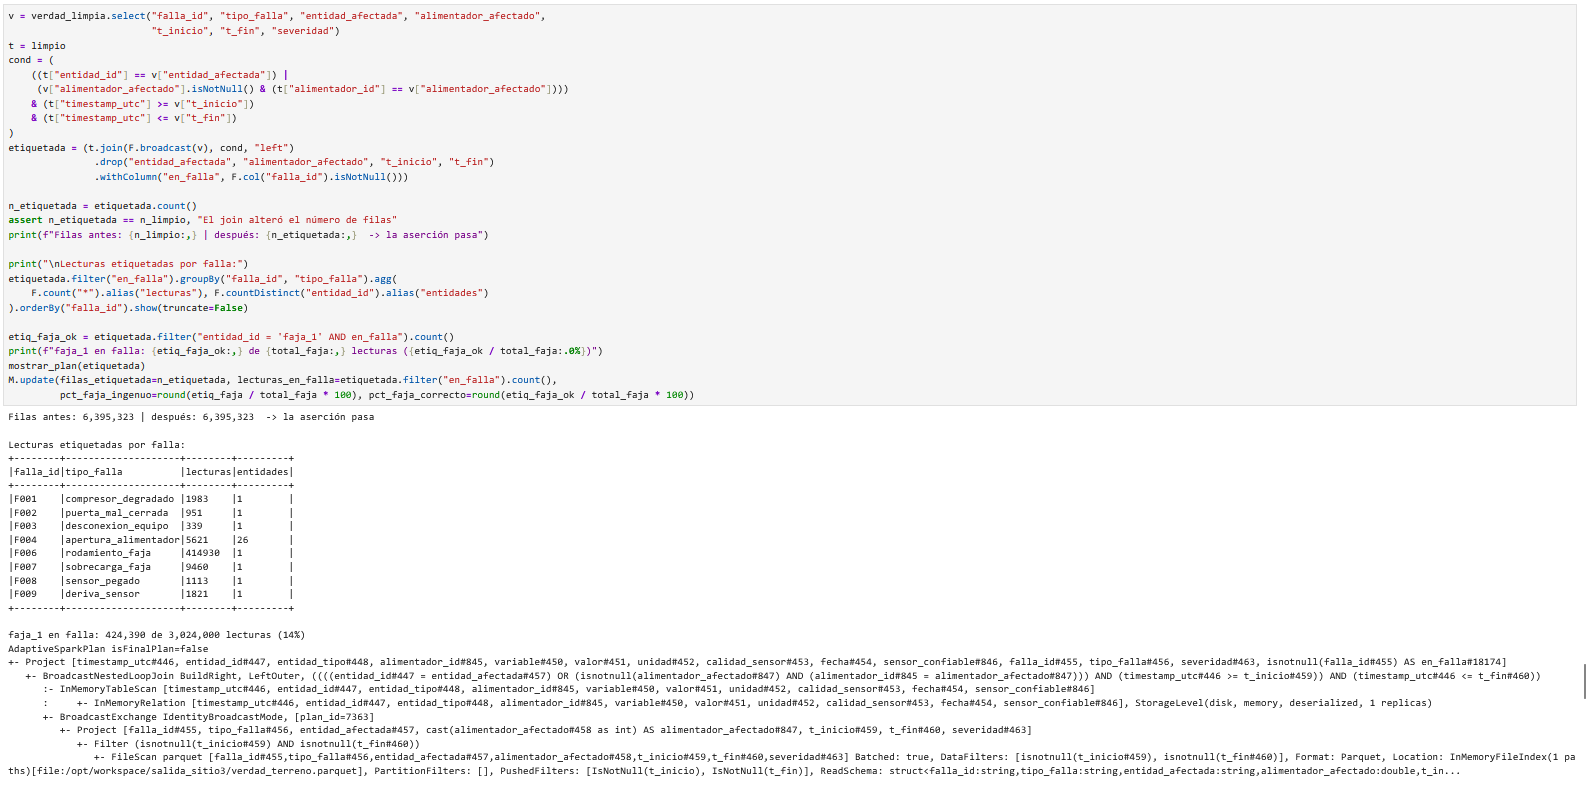 v = verdad_limpia.select("falla_id", "tipo_falla", "entidad_afectada", "alimentador_afectado",
                         "t_inicio", "t_fin", "severidad")
t = limpio
cond = (
    ((t["entidad_id"] == v["entidad_afectada"]) |
     (v["alimentador_afectado"].isNotNull() & (t["alimentador_id"] == v["alimentador_afectado"])))
    & (t["timestamp_utc"] >= v["t_inicio"])
    & (t["timestamp_utc"] <= v["t_fin"])
)
etiquetada = (t.join(F.broadcast(v), cond, "left")
               .drop("entidad_afectada", "alimentador_afectado", "t_inicio", "t_fin")
               .withColumn("en_falla", F.col("falla_id").isNotNull()))

n_etiquetada = etiquetada.count()
assert n_etiquetada == n_limpio, "El join alteró el número de filas"
print(f"Filas antes: {n_limpio:,} | después: {n_etiquetada:,}  -> la aserción pasa")

print("\nLecturas etiquetadas por falla:")
etiquetada.filter("en_falla").groupBy("falla_id", "tipo_falla").agg(
    F.count("*").alias("lecturas"), F.countDistinct("entidad_id").alias("entidades")
).orderBy("falla_id").show(truncate=False)

etiq_faja_ok = etiquetada.filter("entidad_id = 'faja_1' AND en_falla").count()
print(f"faja_1 en falla: {etiq_faja_ok:,} de {total_faja:,} lecturas ({etiq_faja_ok / total_faja:.0%})")
mostrar_plan(etiquetada)
M.update(filas_etiquetada=n_etiquetada, lecturas_en_falla=etiquetada.filter("en_falla").count(),
         pct_faja_ingenuo=round(etiq_faja / total_faja * 100), pct_faja_correcto=round(etiq_faja_ok / total_faja * 100))
Filas antes: 6,395,323 | después: 6,395,323  -> la aserción pasa

Lecturas etiquetadas por falla:
+--------+--------------------+--------+---------+
|falla_id|tipo_falla          |lecturas|entidades|
+--------+--------------------+--------+---------+
|F001    |compresor_degradado |1983    |1        |
|F002    |puerta_mal_cerrada  |951     |1        |
|F003    |desconexion_equipo  |339     |1        |
|F004    |apertura_alimentador|5621    |26       |
|F006    |rodamiento_faja     |414930  |1        |
|F007    |sobrecarga_faja     |9460    |1        |
|F008    |sensor_pegado       |1113    |1        |
|F009    |deriva_sensor       |1821    |1        |
+--------+--------------------+--------+---------+

faja_1 en falla: 424,390 de 3,024,000 lecturas (14%)
AdaptiveSparkPlan isFinalPlan=false
+- Project [timestamp_utc#446, entidad_id#447, entidad_tipo#448, alimentador_id#845, variable#450, valor#451, unidad#452, calidad_sensor#453, fecha#454, sensor_confiable#846, falla_id#455, tipo_falla#456, severidad#463, isnotnull(falla_id#455) AS en_falla#18174]
   +- BroadcastNestedLoopJoin BuildRight, LeftOuter, ((((entidad_id#447 = entidad_afectada#457) OR (isnotnull(alimentador_afectado#847) AND (alimentador_id#845 = alimentador_afectado#847))) AND (timestamp_utc#446 >= t_inicio#459)) AND (timestamp_utc#446 <= t_fin#460))
      :- InMemoryTableScan [timestamp_utc#446, entidad_id#447, entidad_tipo#448, alimentador_id#845, variable#450, valor#451, unidad#452, calidad_sensor#453, fecha#454, sensor_confiable#846]
      :     +- InMemoryRelation [timestamp_utc#446, entidad_id#447, entidad_tipo#448, alimentador_id#845, variable#450, valor#451, unidad#452, calidad_sensor#453, fecha#454, sensor_confiable#846], StorageLevel(disk, memory, deserialized, 1 replicas)
      +- BroadcastExchange IdentityBroadcastMode, [plan_id=7363]
         +- Project [falla_id#455, tipo_falla#456, entidad_afectada#457, cast(alimentador_afectado#458 as int) AS alimentador_afectado#847, t_inicio#459, t_fin#460, severidad#463]
            +- Filter (isnotnull(t_inicio#459) AND isnotnull(t_fin#460))
               +- FileScan parquet [falla_id#455,tipo_falla#456,entidad_afectada#457,alimentador_afectado#458,t_inicio#459,t_fin#460,severidad#463] Batched: true, DataFilters: [isnotnull(t_inicio#459), isnotnull(t_fin#460)], Format: Parquet, Location: InMemoryFileIndex(1 pa
ths)[file:/opt/workspace/salida_sitio3/verdad_terreno.parquet], PartitionFilters: [], PushedFilters: [IsNotNull(t_inicio), IsNotNull(t_fin)], ReadSchema: struct<falla_id:string,tipo_falla:string,entidad_afectada:string,alimentador_afectado:double,t_in...